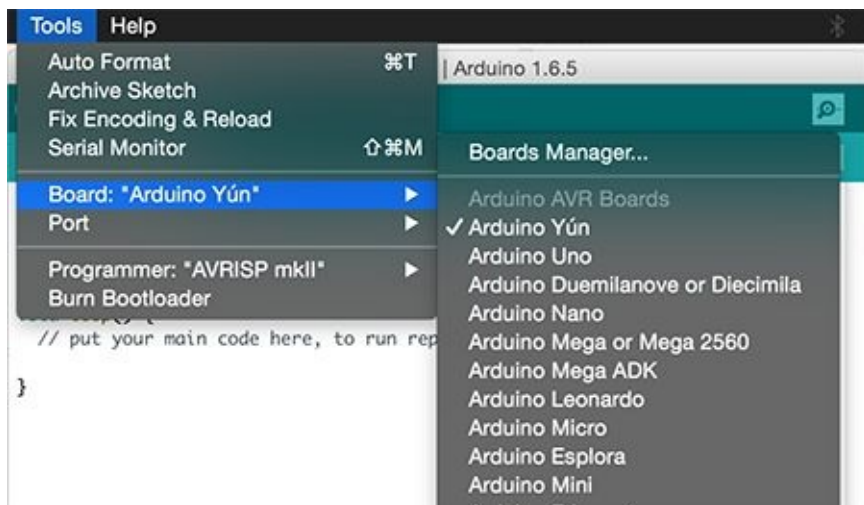 Tools Help
Auto Format ⌘T
Archive Sketch
Fix Encoding & Reload
Serial Monitor ⇧⌘M
Board: "Arduino Yún" ▶
Port ▶
Programmer: "AVRISP mkII" ▶
Burn Bootloader
| Arduino 1.6.5
Boards Manager...
Arduino AVR Boards
✓ Arduino Yún
Arduino Uno
Arduino Duemilanove or Diecimila
Arduino Nano
Arduino Mega or Mega 2560
Arduino Mega ADK
Arduino Leonardo
Arduino Micro
Arduino Esplora
Arduino Mini
// put your main code here, to run rep
}